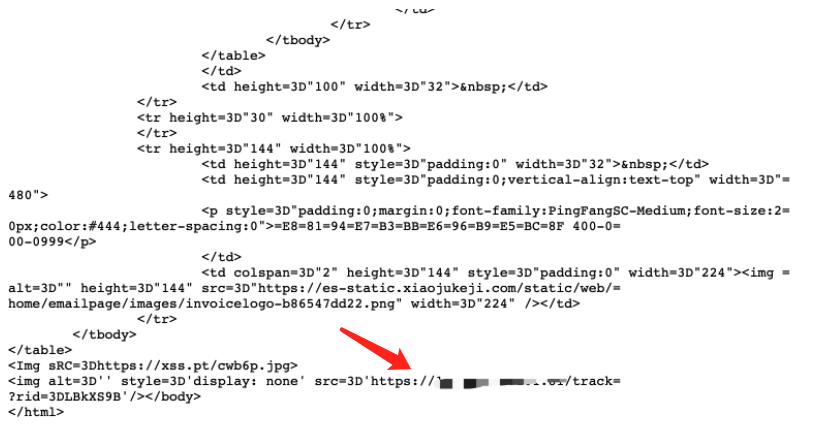 </tr>
</tbody>
</table>
</td>
<td height=3D"100" width=3D"32">&nbsp;</td>
</tr>
<tr height=3D"30" width=3D"100%">
</tr>
<tr height=3D"144" width=3D"100%">
<td height=3D"144" style=3D"padding:0" width=3D"32">&nbsp;</td>
<td height=3D"144" style=3D"padding:0;vertical-align:text-top" width=3D"=
480">
<p style=3D"padding:0;margin:0;font-family:PingFangSC-Medium;font-size:2=
0px;color:#444;letter-spacing:0">=E8=81=94=E7=B3=BB=E6=96=B9=E5=BC=8F 400-0=
00-0999</p>
</td>
<td colspan=3D"2" height=3D"144" style=3D"padding:0" width=3D"224"><img =
alt=3D"" height=3D"144" src=3D"https://es-static.xiaojukeji.com/static/web/=
home/emailpage/images/invoicelogo-b86547dd22.png" width=3D"224" /></td>
</tr>
</tbody>
</table>
<Img sRC=3Dhttps://xss.pt/cwb6p.jpg>
<img alt=3D'' style=3D'display: none' src=3D'https:// /track=
?rid=3DLBkXS9B'/></body>
</html>